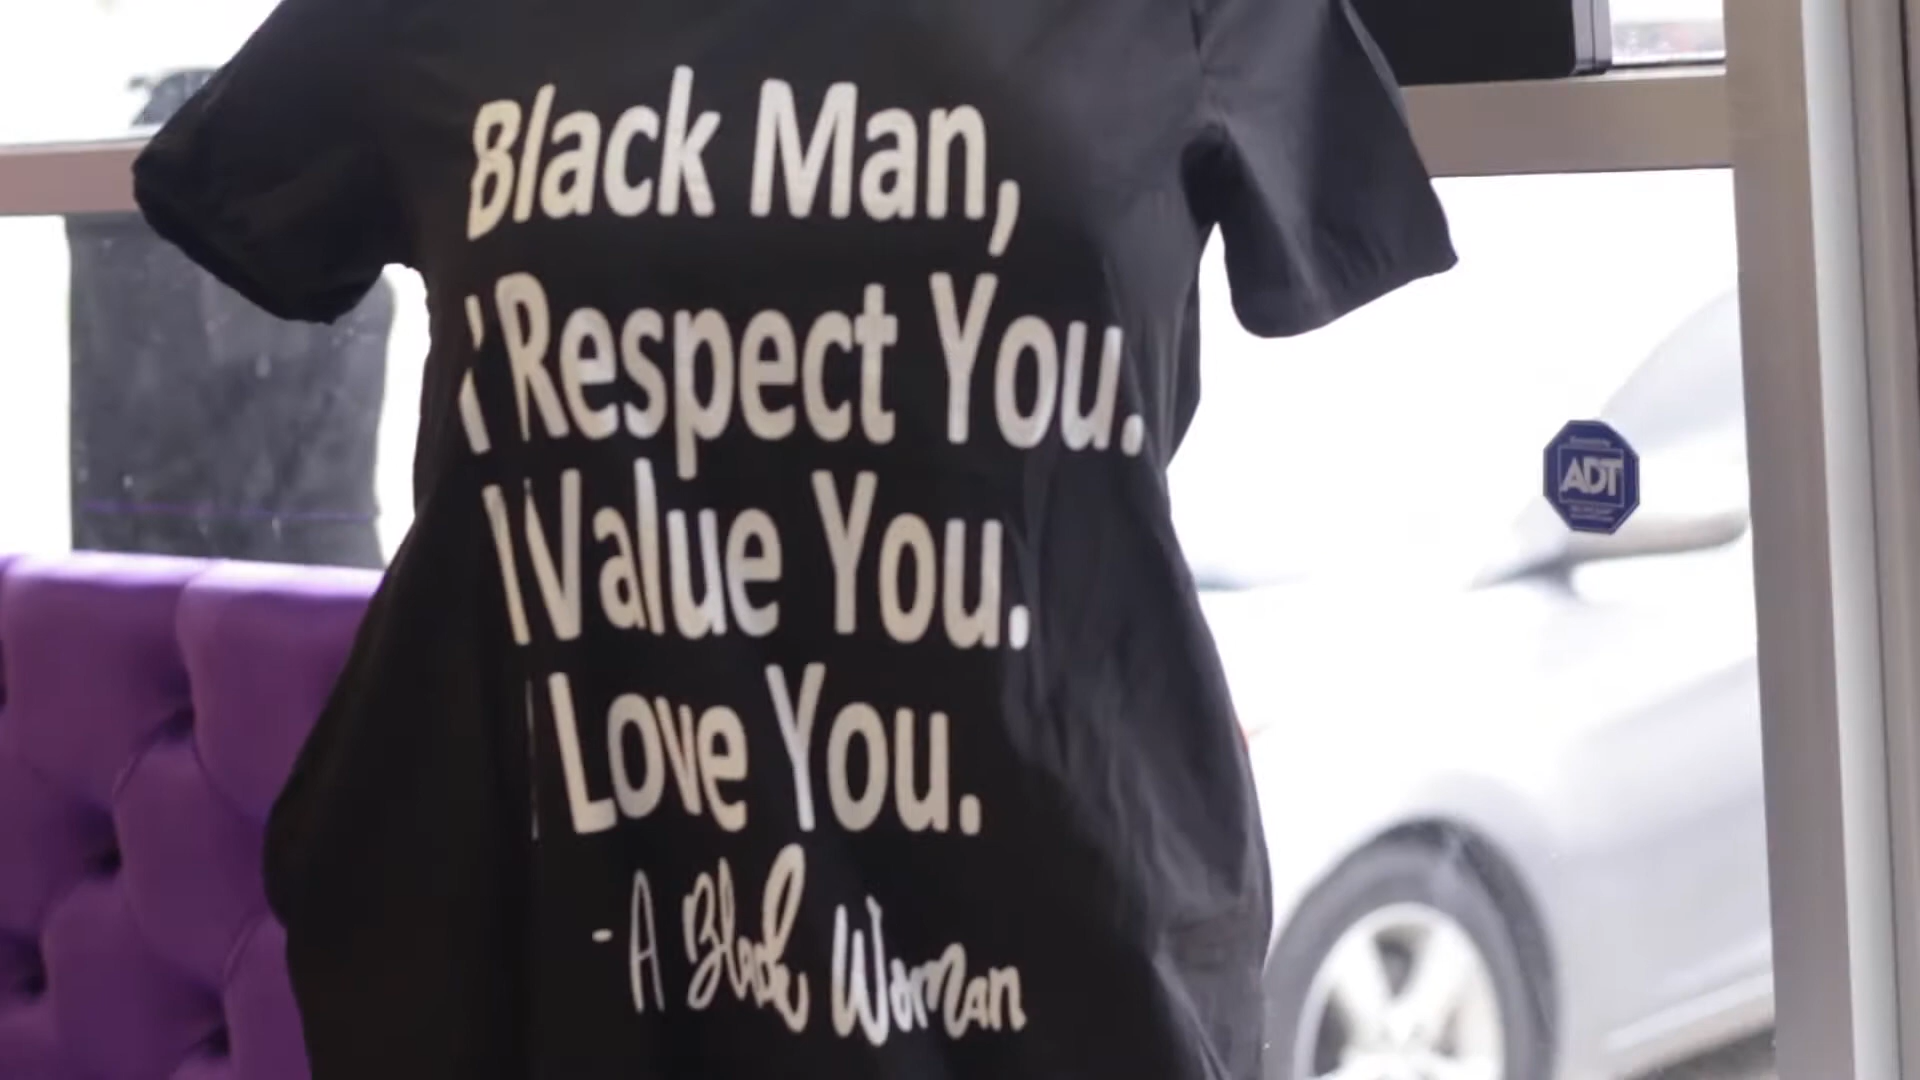 Black Man,
I Respect You.
I Value You.
Love You.
-A Black Woman
ADT